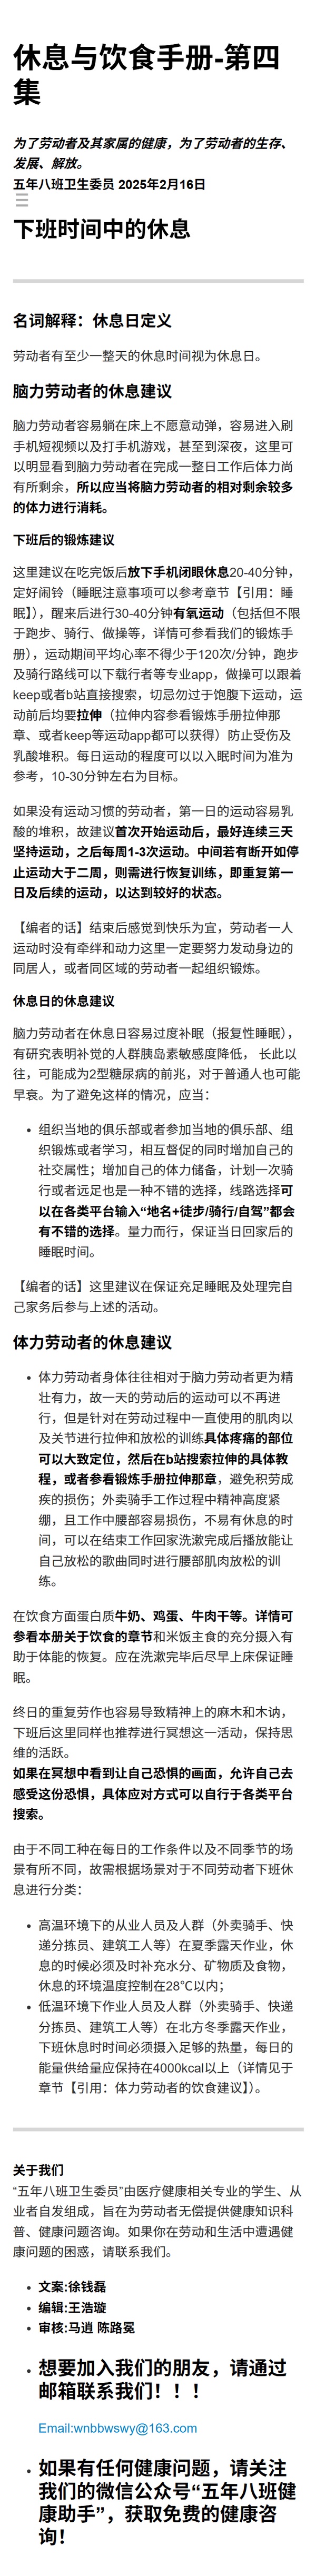 休息与饮食手册-第四
集
为了劳动者及其家属的健康，为了劳动者的生存、
发展、解放。
五年八班卫生委员 2025年2月16日
下班时间中的休息
名词解释：休息日定义
劳动者有至少一整天的休息时间视为休息日。
脑力劳动者的休息建议
脑力劳动者容易躺在床上不愿意动弹，容易进入刷
手机短视频以及打手机游戏，甚至到深夜，这里可
以明显看到脑力劳动者在完成一整日工作后体力尚
有所剩余，所以应当将脑力劳动者的相对剩余较多
的体力进行消耗。
下班后的锻炼建议
这里建议在吃完饭后放下手机闭眼休息20-40分钟，
定好闹铃（睡眠注意事项可以参考章节【引用：睡
眠】），醒来后进行30-40分钟有氧运动（包括但不限
于跑步、骑行、做操等，详情可参看我们的锻炼手
册），运动期间平均心率不得少于120次/分钟，跑步
及骑行路线可以下载行者等专业app，做操可以跟着
keep或者b站直接搜索，切忌勿过于饱腹下运动，运
动前后均要拉伸（拉伸内容参看锻炼手册拉伸那
章、或者keep等运动app都可以获得）防止受伤及
乳酸堆积。每日运动的程度可以以入眠时间为准为
参考，10-30分钟左右为目标。
如果没有运动习惯的劳动者，第一日的运动容易乳
酸的堆积，故建议首次开始运动后，最好连续三天
坚持运动，之后每周1-3次运动。中间若有断开如停
止运动大于二周，则需进行恢复训练，即重复第一
日及后续的运动，以达到较好的状态。
【编者的话】结束后感觉到快乐为宜，劳动者一人
运动时没有牵绊和动力这里一定要努力发动身边的
同居人，或者同区域的劳动者一起组织锻炼。
休息日的休息建议
脑力劳动者在休息日容易过度补眠（报复性睡眠），
有研究表明补觉的人群胰岛素敏感度降低， 长此以
往，可能成为2型糖尿病的前兆，对于普通人也可能
早衰。为了避免这样的情况，应当：
• 组织当地的俱乐部或者参加当地的俱乐部、组
织锻炼或者学习，相互督促的同时增加自己的
社交属性；增加自己的体力储备，计划一次骑
行或者远足也是一种不错的选择，线路选择可
以在各类平台输入“地名+徒步/骑行/自驾”都会
有不错的选择。量力而行，保证当日回家后的
睡眠时间。
【编者的话】这里建议在保证充足睡眠及处理完自
己家务后参与上述的活动。
体力劳动者的休息建议
• 体力劳动者身体往往相对于脑力劳动者更为精
壮有力，故一天的劳动后的运动可以不再进
行，但是针对在劳动过程中一直使用的肌肉以
及关节进行拉伸和放松的训练具体疼痛的部位
可以大致定位，然后在b站搜索拉伸的具体教
程，或者参看锻炼手册拉伸那章，避免积劳成
疾的损伤；外卖骑手工作过程中精神高度紧
绷，且工作中腰部容易损伤，不易有休息的时
间，可以在结束工作回家洗漱完成后播放能让
自己放松的歌曲同时进行腰部肌肉放松的训
练。
在饮食方面蛋白质牛奶、鸡蛋、牛肉干等。详情可
参看本册关于饮食的章节和米饭主食的充分摄入有
助于体能的恢复。应在洗漱完毕后尽早上床保证睡
眠。
终日的重复劳作也容易导致精神上的麻木和木讷，
下班后这里同样也推荐进行冥想这一活动，保持思
维的活跃。
如果在冥想中看到让自己恐惧的画面，允许自己去
感受这份恐惧，具体应对方式可以自行于各类平台
搜索。
由于不同工种在每日的工作条件以及不同季节的场
景有所不同，故需根据场景对于不同劳动者下班休
息进行分类：
• 高温环境下的从业人员及人群（外卖骑手、快
递分拣员、建筑工人等）在夏季露天作业，休
息的时候必须及时补充水分、矿物质及食物，
休息的环境温度控制在28℃以内；
• 低温环境下作业人员及人群（外卖骑手、快递
分拣员、建筑工人等）在北方冬季露天作业，
下班休息时时间必须摄入足够的热量，每日的
能量供给量应保持在4000kcal以上（详情见于
章节【引用：体力劳动者的饮食建议】）。
关于我们
“五年八班卫生委员”由医疗健康相关专业的学生、从
业者自发组成，旨在为劳动者无偿提供健康知识科
普、健康问题咨询。如果你在劳动和生活中遭遇健
康问题的困惑，请联系我们。
• 文案:徐钱磊
• 编辑:王浩璇
• 审核:马逍 陈路冕
• 想要加入我们的朋友，请通过
邮箱联系我们！！！
Email:wnbbwswy@163.com
• 如果有任何健康问题，请关注
我们的微信公众号“五年八班健
康助手”，获取免费的健康咨
询！